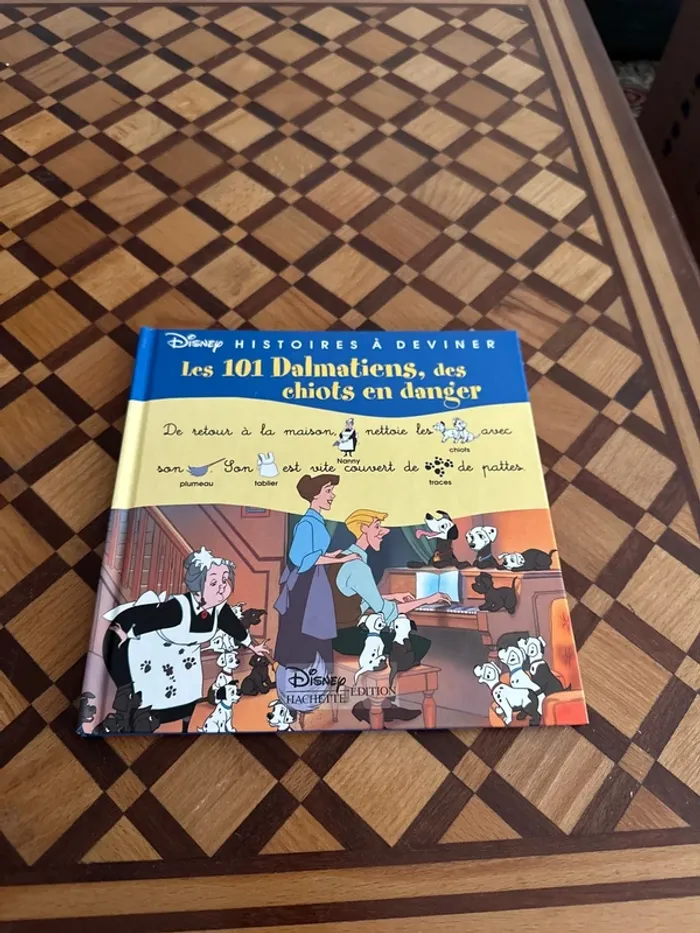 Disney HISTOIRES À DEVINER
Les 101 Dalmatiens, des
chiots en danger
De retour à la maison, nettoie les avec
Nanny chiots
son . Son est vite couvert de de pattes.
plumeau tablier traces
Disney
HACHETTE ÉDITION